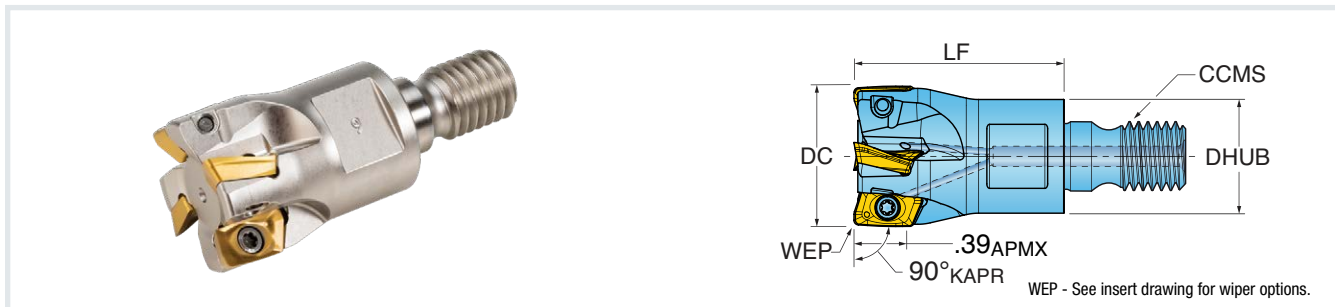 LF
CCMS
DC
DHUB
WEP
.39APMX
90°KAPR
WEP - See insert drawing for wiper options.